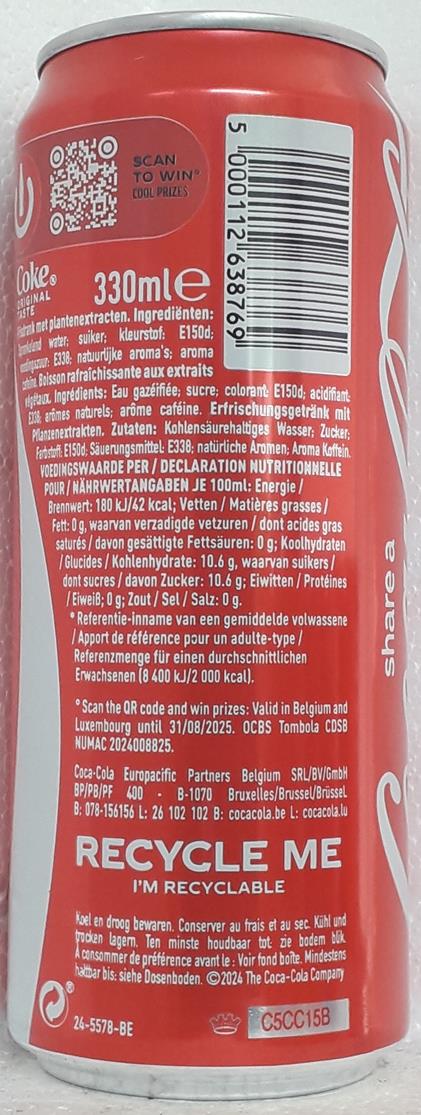 SCAN
TO WIN°
COOL PRIZES
5 000112 638769
Coke®
ORIGINAL
TASTE
330ml e
met plantenextracten. Ingrediënten:
water; suiker; kleurstof: E150d;
E338; natuurlijke aroma's; aroma
cafeïne. Boisson rafraîchissante aux extraits
végétaux. Ingrédients: Eau gazéifiée; sucre; colorant: E150d; acidifiant:
E338; arômes naturels; arôme caféine. Erfrischungsgetränk mit
Pflanzenextrakten. Zutaten: Kohlensäurehaltiges Wasser; Zucker;
Farbstoff: E150d; Säuerungsmittel: E338; natürliche Aromen; Aroma Koffein.
VOEDINGSWAARDE PER / DECLARATION NUTRITIONNELLE
POUR / NÄHRWERTANGABEN JE 100ml: Energie /
Brennwert: 180 kJ/42 kcal; Vetten / Matières grasses /
Fett: 0 g, waarvan verzadigde vetzuren / dont acides gras
saturés / davon gesättigte Fettsäuren: 0 g; Koolhydraten
/ Glucides / Kohlenhydrate: 10.6 g, waarvan suikers /
dont sucres / davon Zucker: 10.6 g; Eiwitten / Protéines
/ Eiweiß: 0 g; Zout / Sel / Salz: 0 g.
*Referentie-inname van een gemiddelde volwassene
/ Apport de référence pour un adulte-type /
Referenzmenge für einen durchschnittlichen
Erwachsenen (8 400 kJ/2 000 kcal).
°Scan the QR code and win prizes: Valid in Belgium and
Luxembourg until 31/08/2025. OCBS Tombola CDSB
NUMAC 2024008825.
Coca-Cola Europacific Partners Belgium SRL/BV/GmbH
BP/PB/PF 400 - B-1070 Bruxelles/Brussel/Brüssel
B: 078-156156 L: 26 102 102 B: cocacola.be L: cocacola.lu
RECYCLE ME
I'M RECYCLABLE
Koel en droog bewaren. Conserver au frais et au sec. Kühl und
trocken lagern. Ten minste houdbaar tot: zie bodem blik.
À consommer de préférence avant le : Voir fond boîte. Mindestens
haltbar bis: siehe Dosenboden. ©2024 The Coca-Cola Company
24-5578-BE
C5CC15B
share a